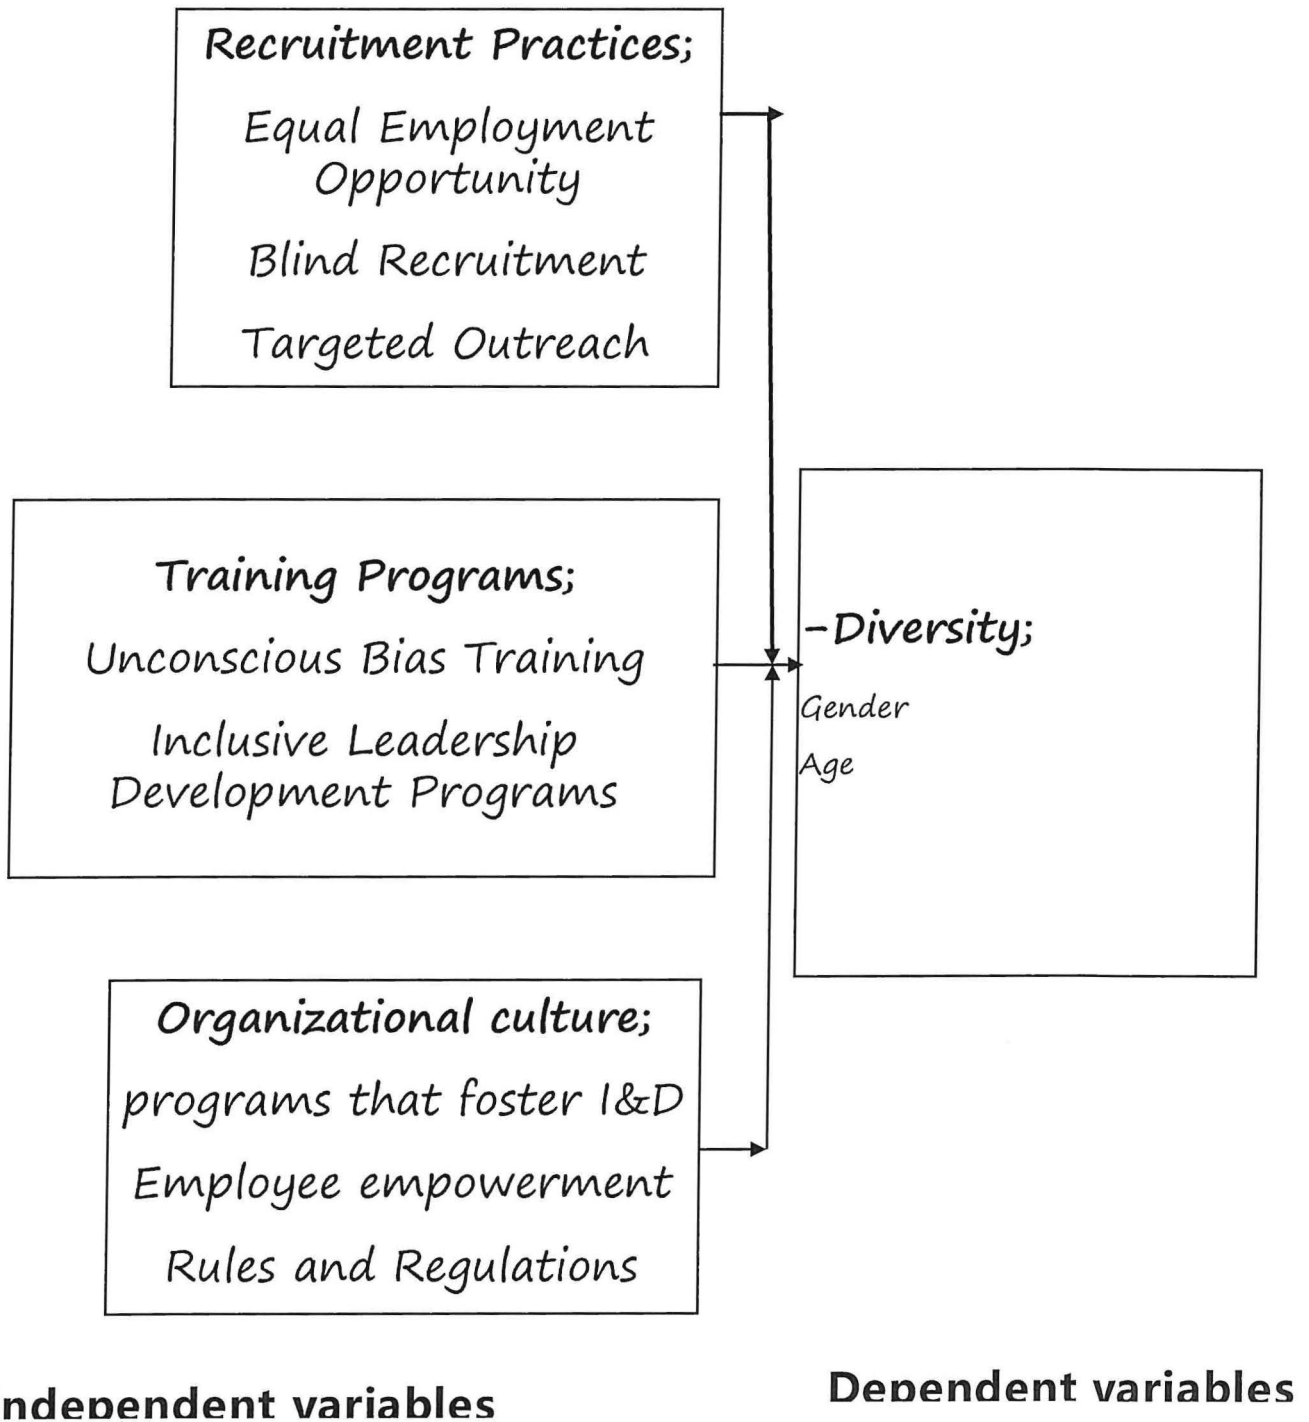 Recruitment Practices;
Equal Employment
Opportunity
Blind Recruitment
Targeted Outreach
Training Programs;
Unconscious Bias Training
Inclusive Leadership
Development Programs
-Diversity;
Gender
Age
Organizational culture;
programs that foster I&D
Employee empowerment
Rules and Regulations
ndependent variables
Dependent variables